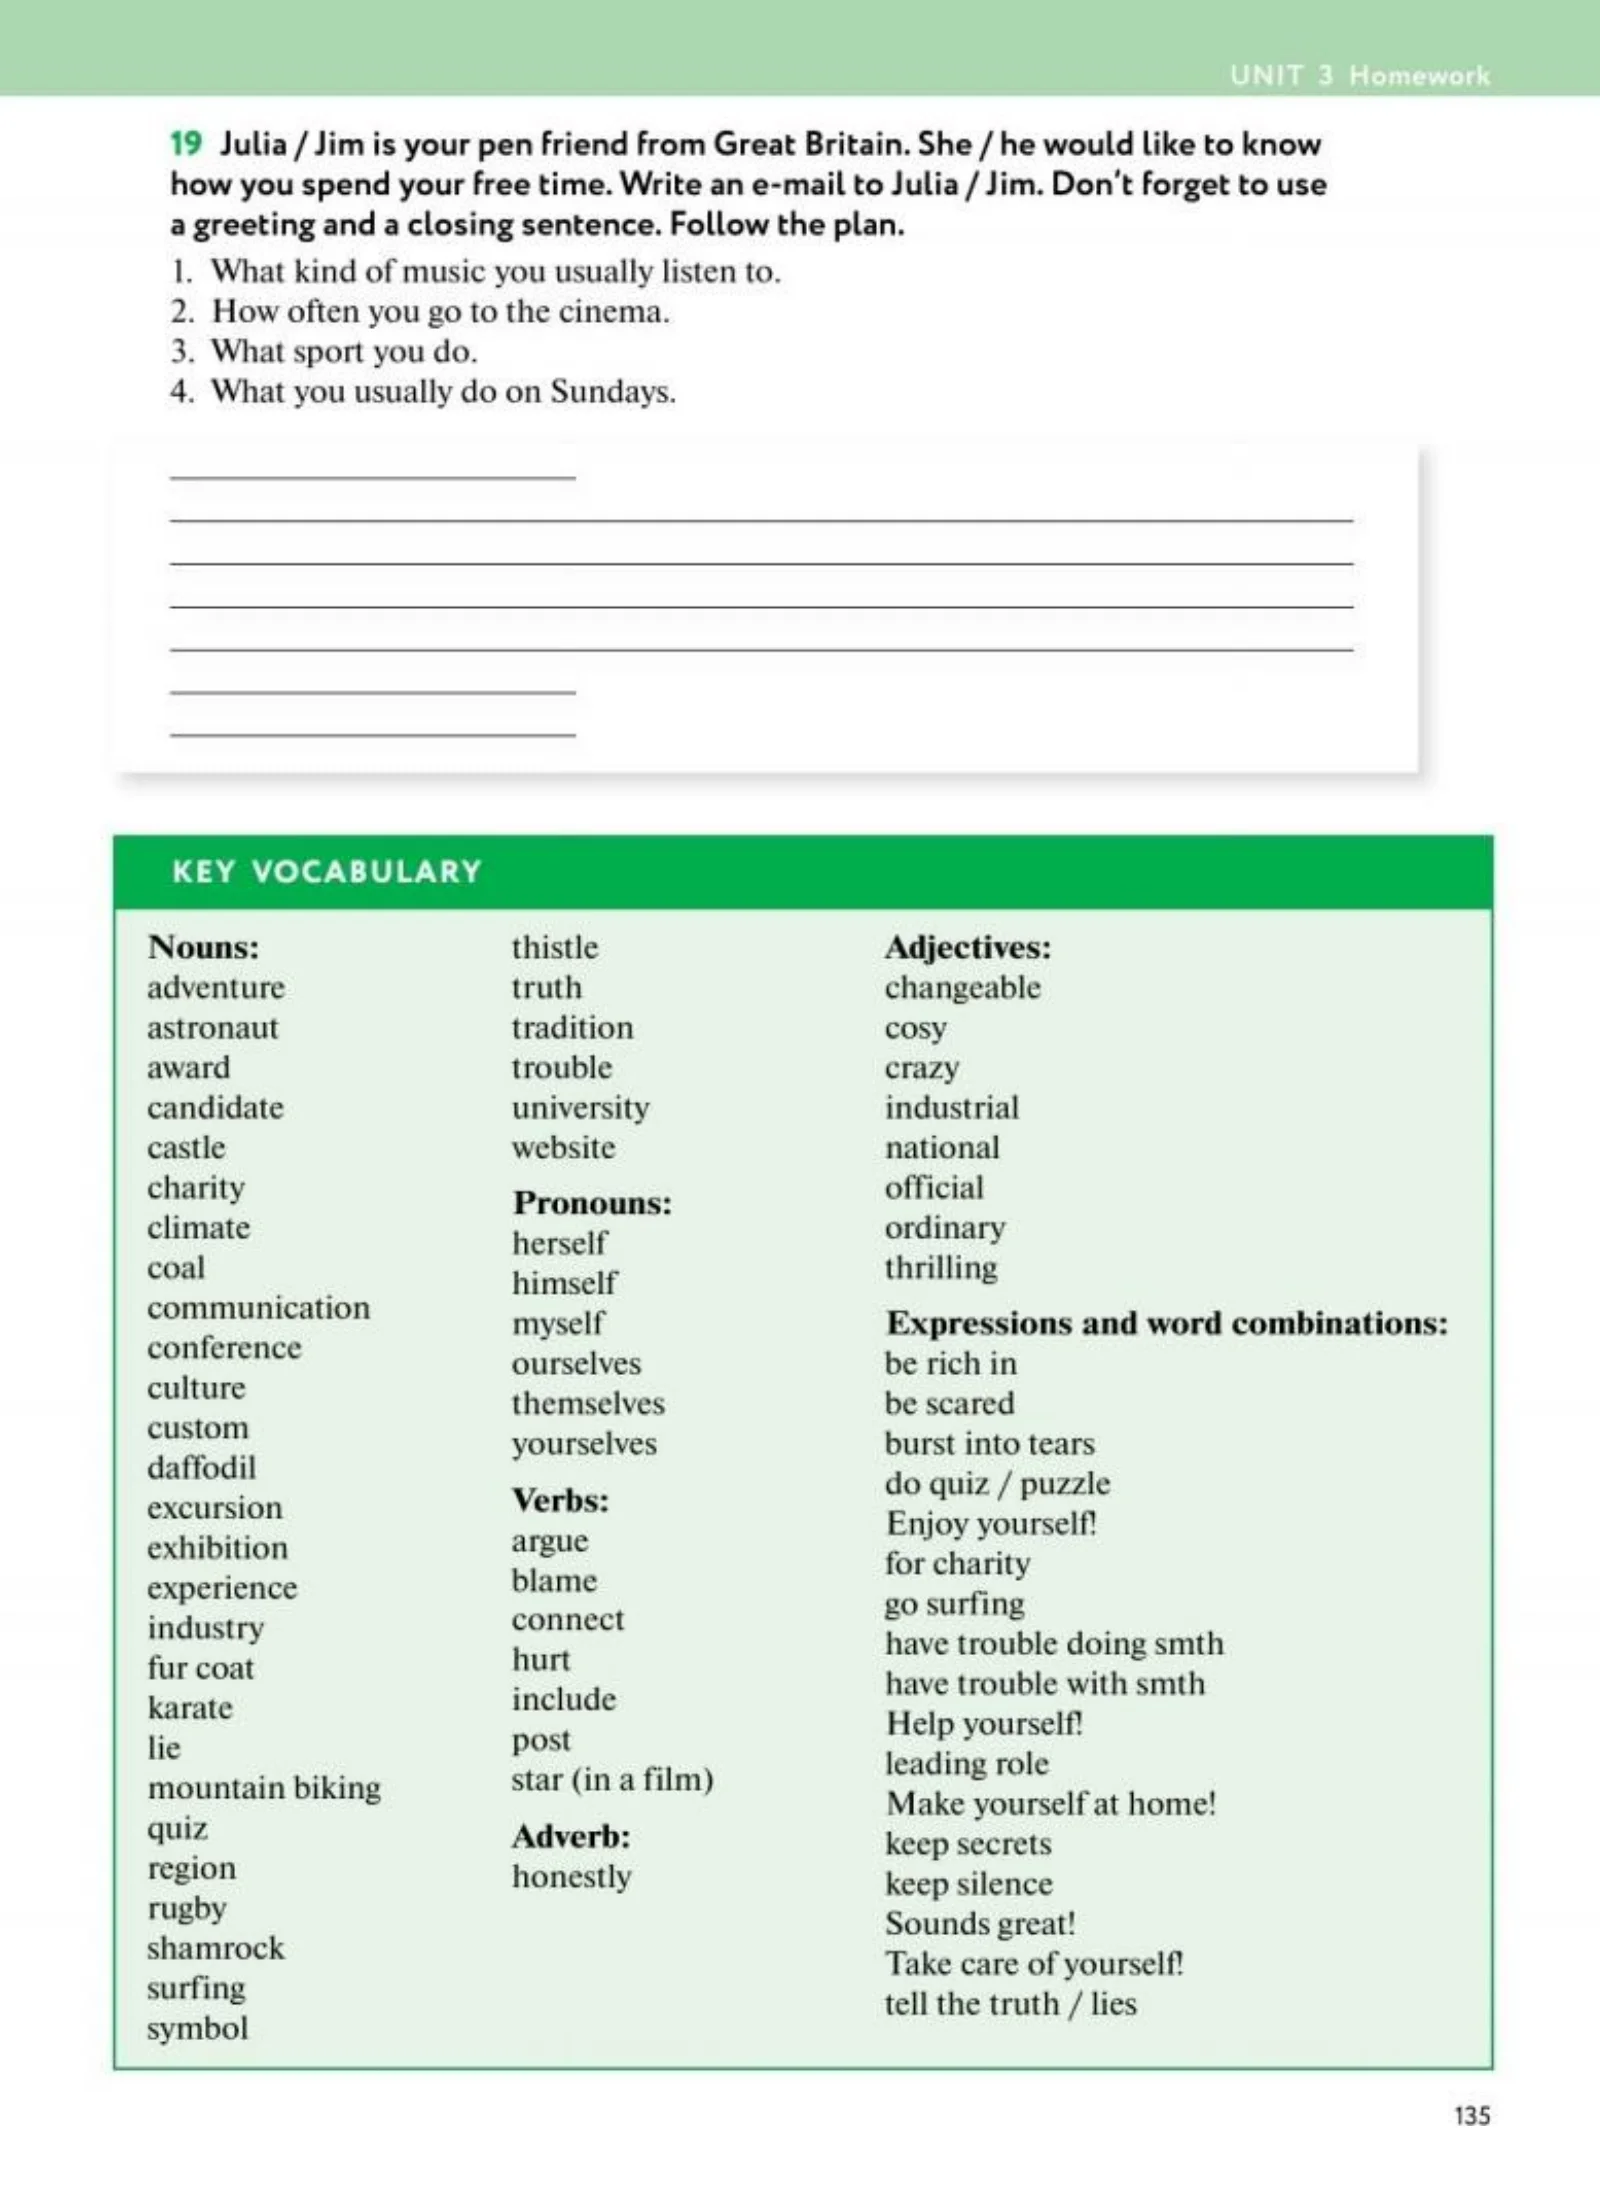 UNIT 3 Homework
19 Julia / Jim is your pen friend from Great Britain. She / he would like to know
how you spend your free time. Write an e-mail to Julia / Jim. Don't forget to use
a greeting and a closing sentence. Follow the plan.
1. What kind of music you usually listen to.
2. How often you go to the cinema.
3. What sport you do.
4. What you usually do on Sundays.
KEY VOCABULARY
Nouns:
adventure
astronaut
award
candidate
castle
charity
climate
coal
communication
conference
culture
custom
daffodil
excursion
exhibition
experience
industry
fur coat
karate
lie
mountain biking
quiz
region
rugby
shamrock
surfing
symbol
thistle
truth
tradition
trouble
university
website
Pronouns:
herself
himself
myself
ourselves
themselves
yourselves
Verbs:
argue
blame
connect
hurt
include
post
star (in a film)
Adverb:
honestly
Adjectives:
changeable
cosy
crazy
industrial
national
official
ordinary
thrilling
Expressions and word combinations:
be rich in
be scared
burst into tears
do quiz / puzzle
Enjoy yourself!
for charity
go surfing
have trouble doing smth
have trouble with smth
Help yourself!
leading role
Make yourself at home!
keep secrets
keep silence
Sounds great!
Take care of yourself!
tell the truth / lies
135